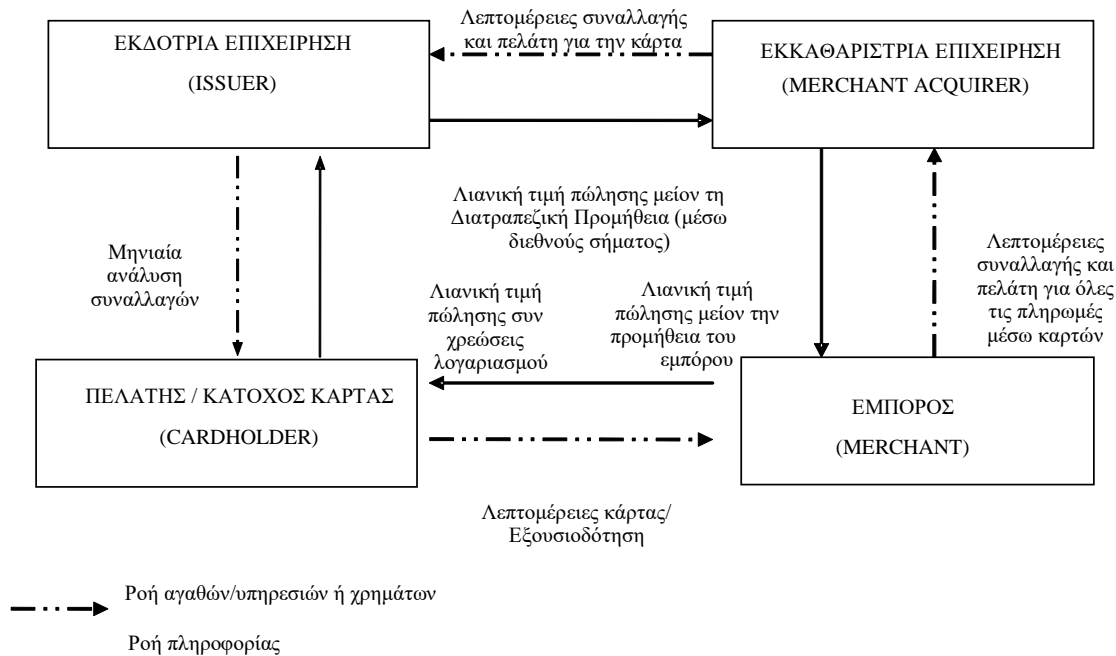 Λεπτομέρειες συναλλαγής
και πελάτη για την κάρτα
ΕΚΔΟΤΡΙΑ ΕΠΙΧΕΙΡΗΣΗ
(ISSUER)
ΕΚΚΑΘΑΡΙΣΤΡΙΑ ΕΠΙΧΕΙΡΗΣΗ
(MERCHANT ACQUIRER)
Λιανική τιμή πώλησης μείον τη
Διατραπεζική Προμήθεια (μέσω
διεθνούς σήματος)
Μηνιαία
ανάλυση
συναλλαγών
Λεπτομέρειες
συναλλαγής και
πελάτη για όλες
τις πληρωμές
μέσω καρτών
Λιανική τιμή
πώλησης συν
χρεώσεις
λογαριασμού
Λιανική τιμή
πώλησης μείον την
προμήθεια του
εμπόρου
ΠΕΛΑΤΗΣ / ΚΑΤΟΧΟΣ ΚΑΡΤΑΣ
(CARDHOLDER)
ΕΜΠΟΡΟΣ
(MERCHANT)
Λεπτομέρειες κάρτας/
Εξουσιοδότηση
Ροή αγαθών/υπηρεσιών ή χρημάτων
Ροή πληροφορίας